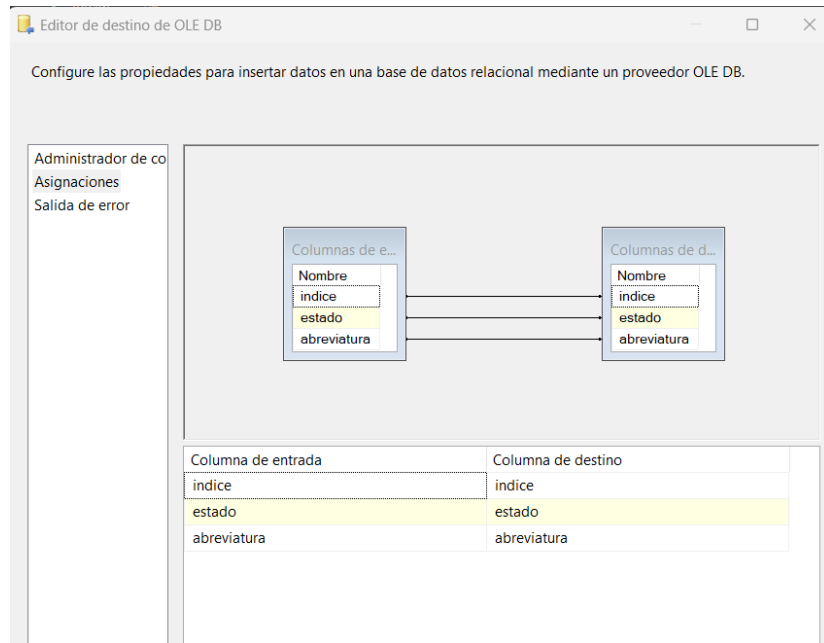 Editor de destino de OLE DB
Configure las propiedades para insertar datos en una base de datos relacional mediante un proveedor OLE DB.
Administrador de co
Asignaciones
Salida de error
Columnas de e...
Nombre
indice
estado
abreviatura
Columnas de d...
Nombre
indice
estado
abreviatura
Columna de entrada Columna de destino
indice indice
estado estado
abreviatura abreviatura